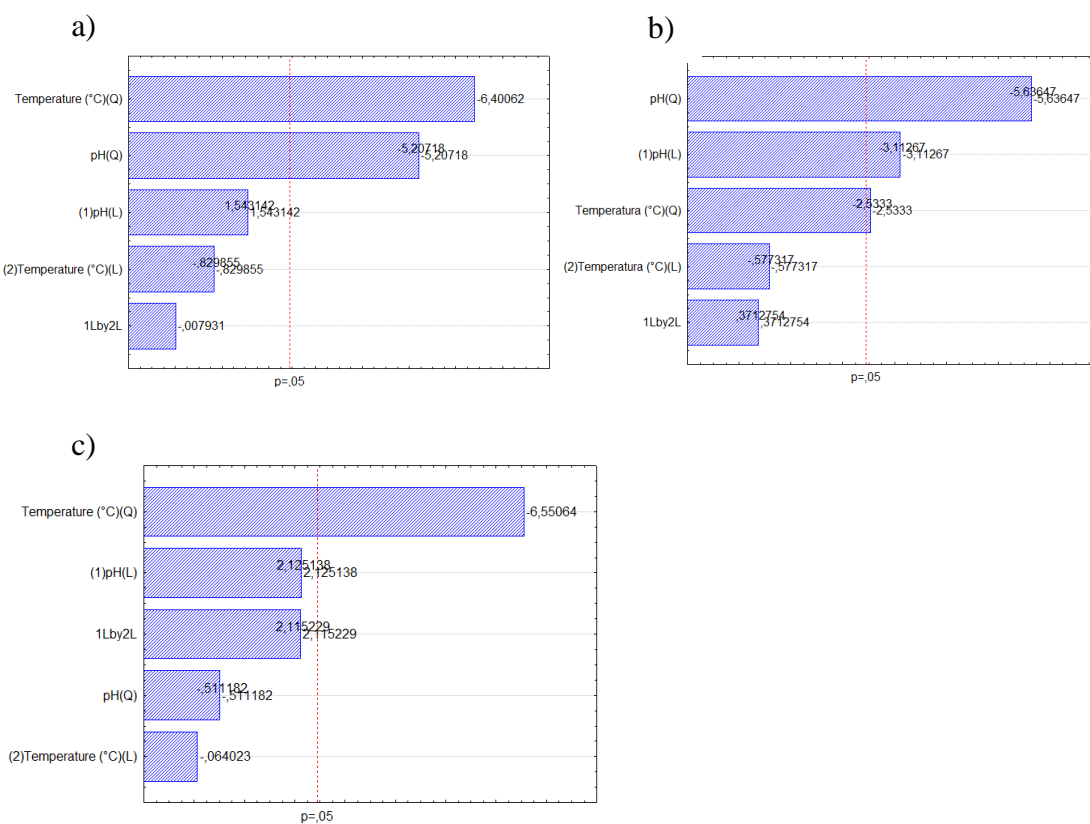 a)
Temperature (°C)(Q)
-6,40062
pH(Q)
-5,20718
-5,20718
(1)pH(L)
1,543142
1,543142
(2)Temperature (°C)(L)
-,829855
-,829855
1Lby2L
-,007931
p=,05
b)
pH(Q)
-5,63647
-5,63647
(1)pH(L)
-3,11267
-3,11267
Temperatura (°C)(Q)
-2,5333
-2,5333
(2)Temperatura (°C)(L)
-,577317
-,577317
1Lby2L
,3712754
,3712754
p=,05
c)
Temperature (°C)(Q)
-6,55064
(1)pH(L)
2,125138
2,125138
1Lby2L
2,115229
2,115229
pH(Q)
-,511182
-,511182
(2)Temperature (°C)(L)
-,064023
p=,05